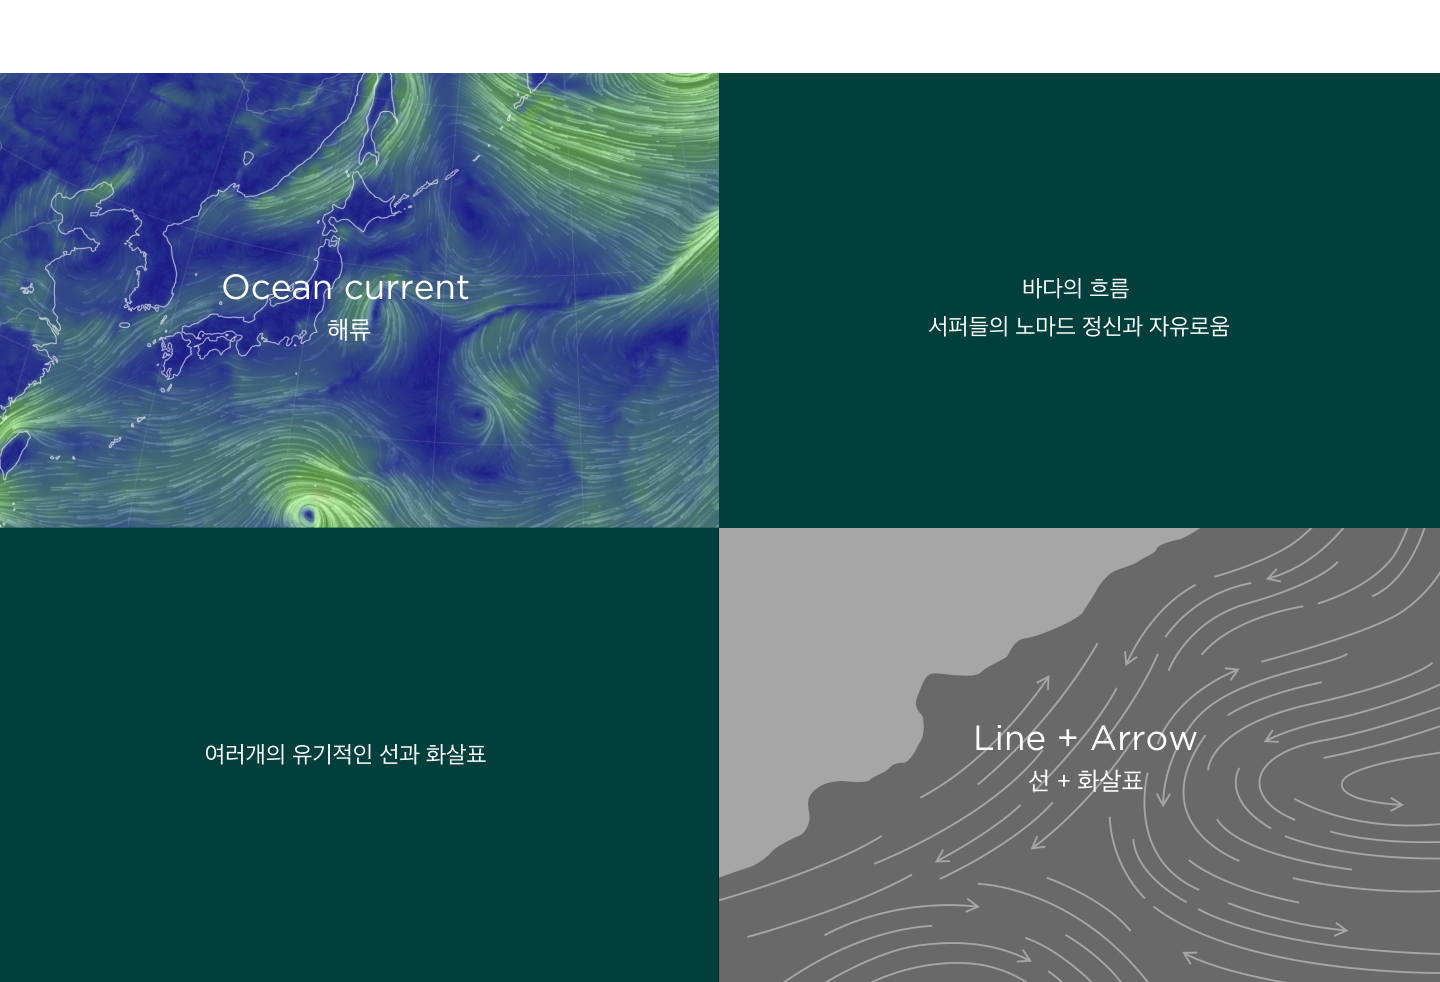 Ocean current
해류
바다의 흐름
서퍼들의 노마드 정신과 자유로움
여러개의 유기적인 선과 화살표
Line + Arrow
선 + 화살표